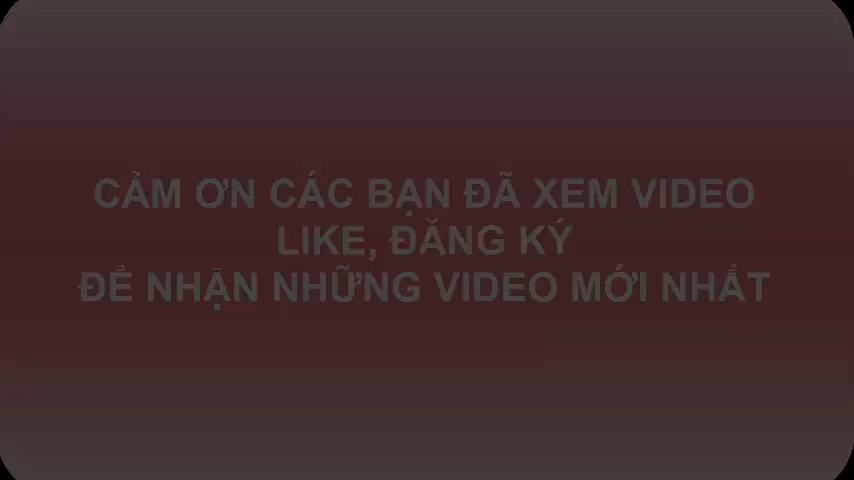 CẢM ƠN CÁC BẠN ĐÃ XEM VIDEO
LIKE, ĐĂNG KÝ
ĐỂ NHẬN NHỮNG VIDEO MỚI NHẤT